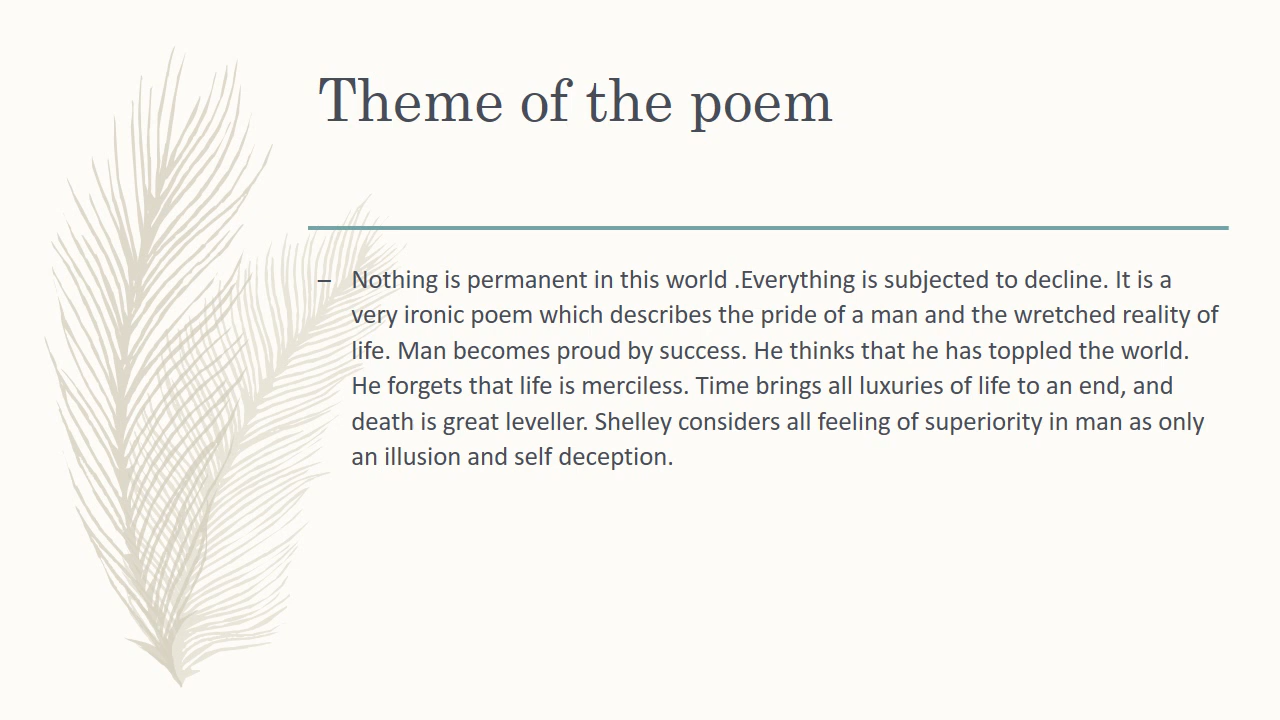 Theme of the poem
– Nothing is permanent in this world .Everything is subjected to decline. It is a
very ironic poem which describes the pride of a man and the wretched reality of
life. Man becomes proud by success. He thinks that he has toppled the world.
He forgets that life is merciless. Time brings all luxuries of life to an end, and
death is great leveller. Shelley considers all feeling of superiority in man as only
an illusion and self deception.